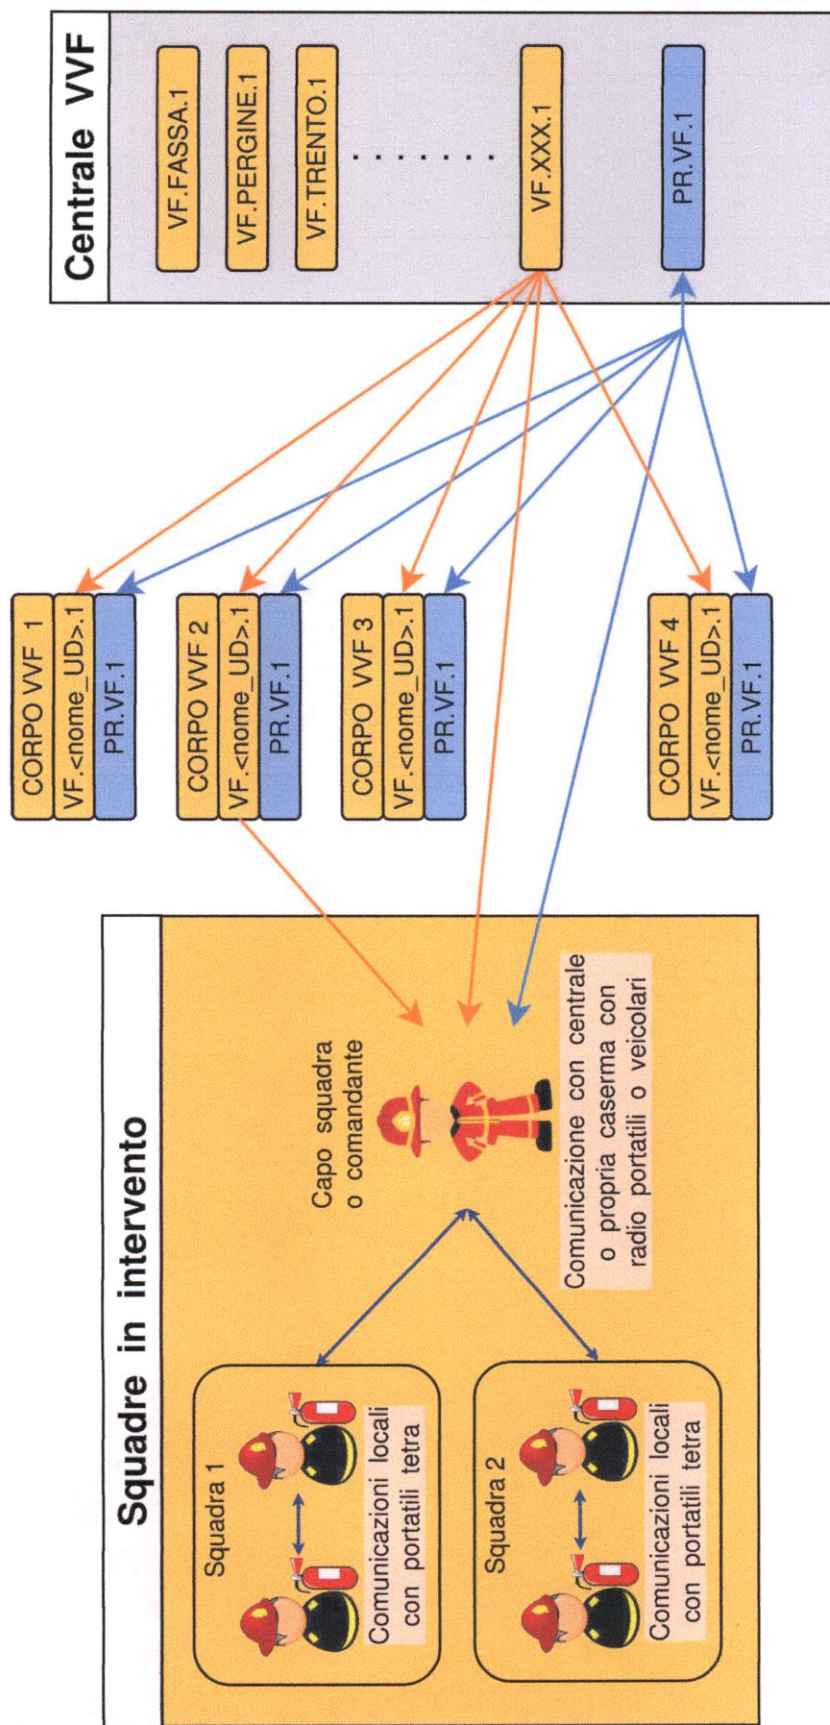 Squadre in intervento
Squadra 1
Comunicazioni locali
con portatili tetra
Squadra 2
Comunicazioni locali
con portatili tetra
Capo squadra
o comandante
Comunicazione con centrale
o propria caserma con
radio portatili o veicolari
CORPO VVF 1
VF.<nome_UD>.1
PR.VF.1
CORPO VVF 2
VF.<nome_UD>.1
PR.VF.1
CORPO VVF 3
VF.<nome_UD>.1
PR.VF.1
CORPO VVF 4
VF.<nome_UD>.1
PR.VF.1
Centrale VVF
VF.FASSA.1
VF.PERGINE.1
VF.TRENTO.1
. . . . . . .
VF.XXX.1
PR.VF.1